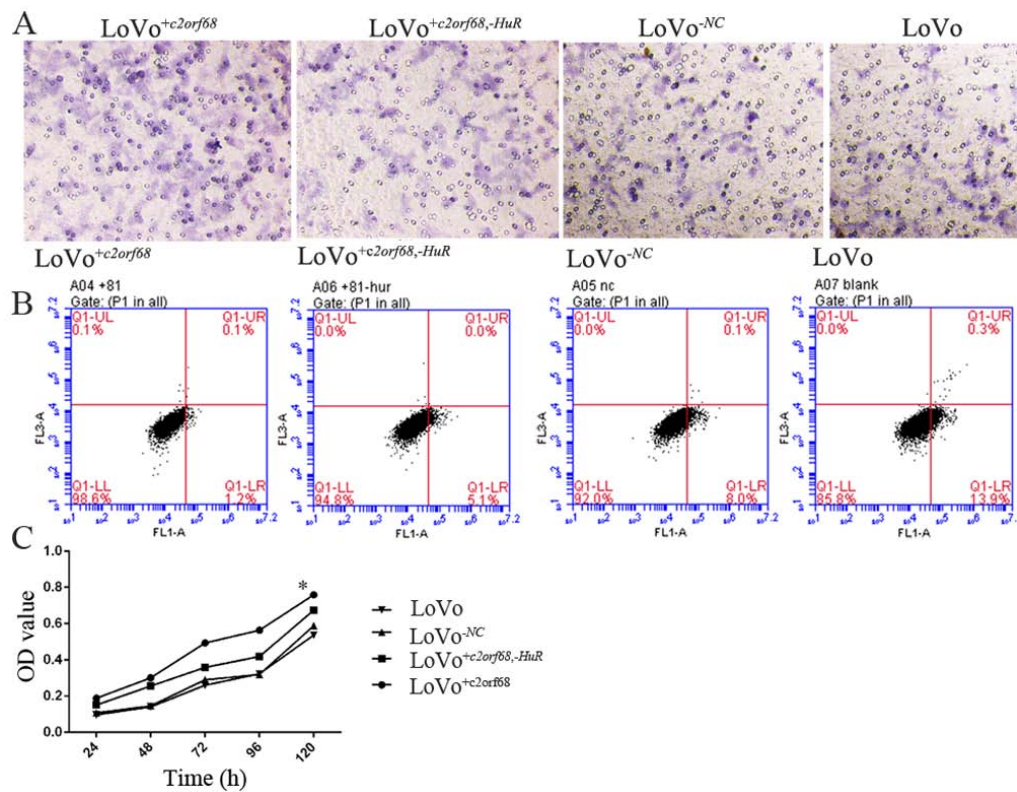 A
LoVo+c2orf68 LoVo+c2orf68,-HuR LoVo-NC LoVo
LoVo+c2orf68 LoVo+c2orf68,-HuR LoVo-NC LoVo
B
A04 +81
Gate: (P1 in all)
Q1-UL
0.1%
Q1-UR
0.1%
Q1-LL
98.6%
Q1-LR
1.2%
FL3-A
FL1-A
A06 +81-hur
Gate: (P1 in all)
Q1-UL
0.0%
Q1-UR
0.0%
Q1-LL
94.8%
Q1-LR
5.1%
FL3-A
FL1-A
A05 nc
Gate: (P1 in all)
Q1-UL
0.0%
Q1-UR
0.1%
Q1-LL
92.0%
Q1-LR
8.0%
FL3-A
FL1-A
A07 blank
Gate: (P1 in all)
Q1-UL
0.0%
Q1-UR
0.3%
Q1-LL
85.8%
Q1-LR
13.9%
FL3-A
FL1-A
C
OD value
1.0
0.8
0.6
0.4
0.2
0.0
24 48 72 96 120
Time (h)
*
LoVo
LoVo-NC
LoVo+c2orf68,-HuR
LoVo+c2orf68